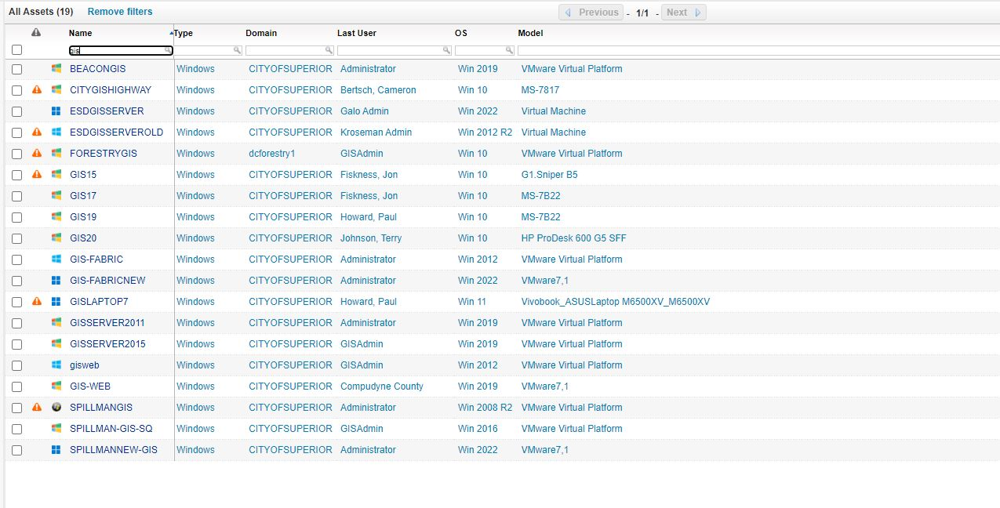 All Assets (19) Remove filters Previous - 1/1 - Next
Name Type Domain Last User OS Model
gis
BEACONGIS Windows CITYOFSUPERIOR Administrator Win 2019 VMware Virtual Platform
CITYGISHIGHWAY Windows CITYOFSUPERIOR Bertsch, Cameron Win 10 MS-7817
ESDGISSERVER Windows CITYOFSUPERIOR Galo Admin Win 2022 Virtual Machine
ESDGISSERVEROLD Windows CITYOFSUPERIOR Kroseman Admin Win 2012 R2 Virtual Machine
FORESTRYGIS Windows dcforestry1 GISAdmin Win 10 VMware Virtual Platform
GIS15 Windows CITYOFSUPERIOR Fiskness, Jon Win 10 G1.Sniper B5
GIS17 Windows CITYOFSUPERIOR Fiskness, Jon Win 10 MS-7B22
GIS19 Windows CITYOFSUPERIOR Howard, Paul Win 10 MS-7B22
GIS20 Windows CITYOFSUPERIOR Johnson, Terry Win 10 HP ProDesk 600 G5 SFF
GIS-FABRIC Windows CITYOFSUPERIOR Administrator Win 2012 VMware Virtual Platform
GIS-FABRICNEW Windows CITYOFSUPERIOR Administrator Win 2022 VMware7,1
GISLAPTOP7 Windows CITYOFSUPERIOR Howard, Paul Win 11 Vivobook_ASUSLaptop M6500XV_M6500XV
GISSERVER2011 Windows CITYOFSUPERIOR Administrator Win 2019 VMware Virtual Platform
GISSERVER2015 Windows CITYOFSUPERIOR GISAdmin Win 2019 VMware Virtual Platform
gisweb Windows CITYOFSUPERIOR GISAdmin Win 2012 VMware Virtual Platform
GIS-WEB Windows CITYOFSUPERIOR Compudyne County Win 2019 VMware7,1
SPILLMANGIS Windows CITYOFSUPERIOR Administrator Win 2008 R2 VMware Virtual Platform
SPILLMAN-GIS-SQ Windows CITYOFSUPERIOR GISAdmin Win 2016 VMware Virtual Platform
SPILLMANNEW-GIS Windows CITYOFSUPERIOR Administrator Win 2022 VMware7,1